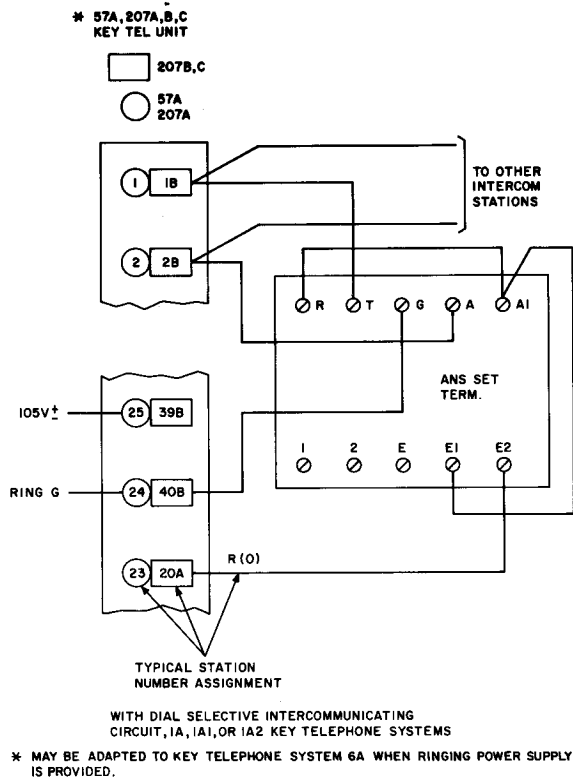 * 57A, 207A, B, C
KEY TEL UNIT
207B, C
57A
207A
1 1B
TO OTHER
INTERCOM
STATIONS
2 2B
R T G A A1
ANS SET
TERM.
105V± 25 39B
1 2 E E1 E2
RING G 24 40B
R (0)
23 20A
TYPICAL STATION
NUMBER ASSIGNMENT
WITH DIAL SELECTIVE INTERCOMMUNICATING
CIRCUIT, 1A, 1A1, OR 1A2 KEY TELEPHONE SYSTEMS
* MAY BE ADAPTED TO KEY TELEPHONE SYSTEM 6A WHEN RINGING POWER SUPPLY
IS PROVIDED.